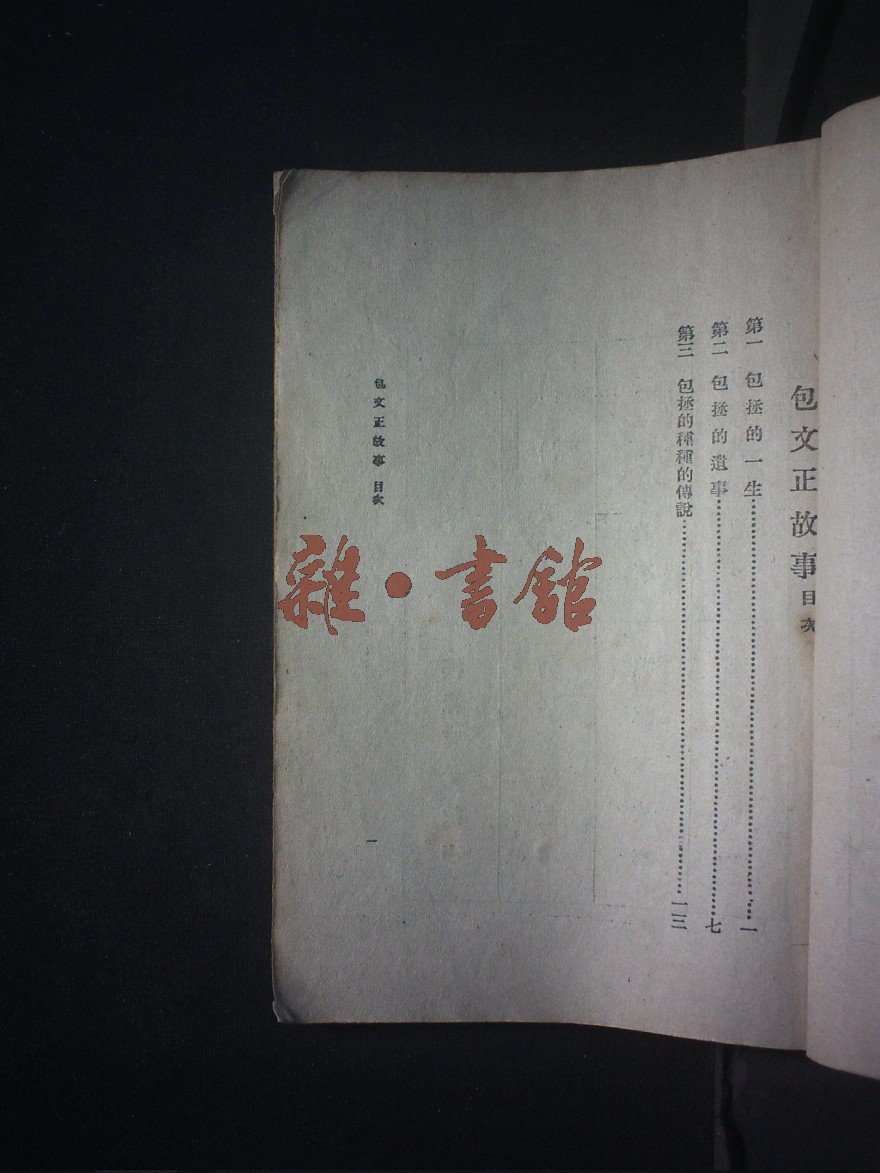 包文正故事 目次
第一 包拯的一生……一
第二 包拯的遺事……七
第三 包拯的種種的傳說……一三
包文正故事 目次
一
雜·書館